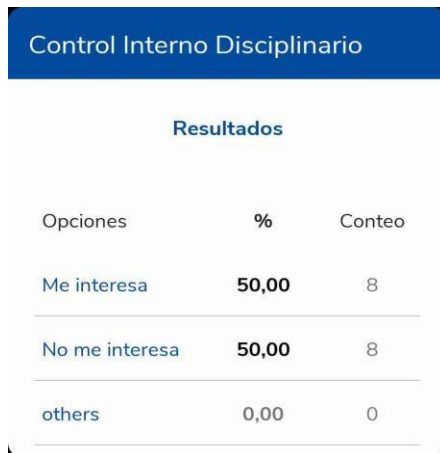 Control Interno Disciplinario
Resultados
Opciones % Conteo
Me interesa 50,00 8
No me interesa 50,00 8
others 0,00 0